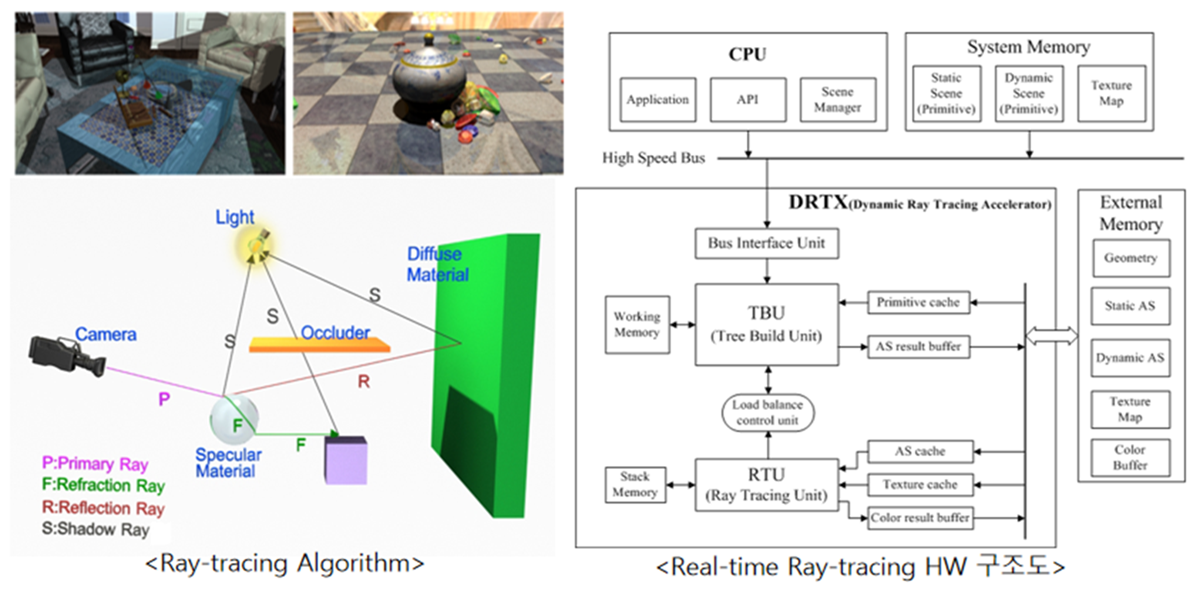 Light
Diffuse
Material
S
S
S
Camera
Occluder
P
R
F
F
Specular
Material
P:Primary Ray
F:Refraction Ray
R:Reflection Ray
S:Shadow Ray
<Ray-tracing Algorithm>
CPU
Application
API
Scene
Manager
System Memory
Static
Scene
(Primitive)
Dynamic
Scene
(Primitive)
Texture
Map
High Speed Bus
DRTX(Dynamic Ray Tracing Accelerator)
Bus Interface Unit
Working
Memory
TBU
(Tree Build Unit)
Primitive cache
AS result buffer
Load balance
control unit
Stack
Memory
RTU
(Ray Tracing Unit)
AS cache
Texture cache
Color result buffer
External
Memory
Geometry
Static AS
Dynamic AS
Texture
Map
Color
Buffer
<Real-time Ray-tracing HW 구조도>